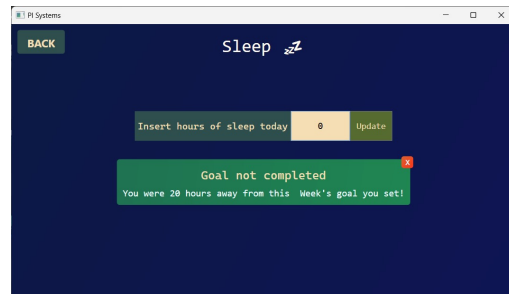 PI Systems
BACK
Sleep 💤
Insert hours of sleep today 0 Update
X
Goal not completed
You were 20 hours away from this  Week's goal you set!